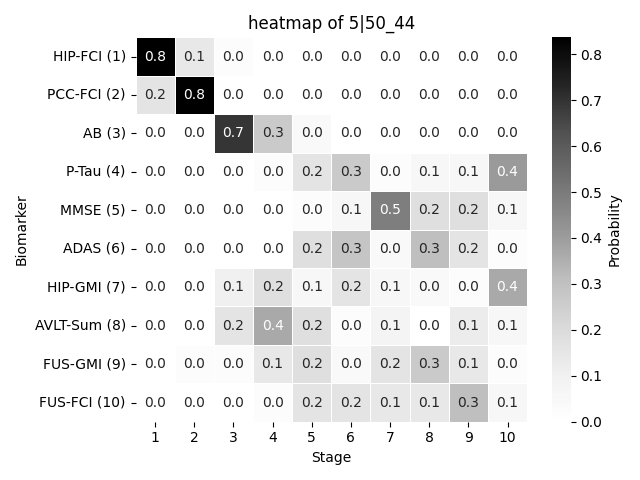 heatmap of 5|50_44
HIP-FCI (1) 0.8 0.1 0.0 0.0 0.0 0.0 0.0 0.0 0.0 0.0
PCC-FCI (2) 0.2 0.8 0.0 0.0 0.0 0.0 0.0 0.0 0.0 0.0
AB (3) 0.0 0.0 0.7 0.3 0.0 0.0 0.0 0.0 0.0 0.0
P-Tau (4) 0.0 0.0 0.0 0.0 0.2 0.3 0.0 0.1 0.1 0.4
MMSE (5) 0.0 0.0 0.0 0.0 0.0 0.1 0.5 0.2 0.2 0.1
ADAS (6) 0.0 0.0 0.0 0.0 0.2 0.3 0.0 0.3 0.2 0.0
HIP-GMI (7) 0.0 0.0 0.1 0.2 0.1 0.2 0.1 0.0 0.0 0.4
AVLT-Sum (8) 0.0 0.0 0.2 0.4 0.2 0.0 0.1 0.0 0.1 0.1
FUS-GMI (9) 0.0 0.0 0.0 0.1 0.2 0.0 0.2 0.3 0.1 0.0
FUS-FCI (10) 0.0 0.0 0.0 0.0 0.2 0.2 0.1 0.1 0.3 0.1
1 2 3 4 5 6 7 8 9 10
Stage
Biomarker
0.8
0.7
0.6
0.5
0.4
0.3
0.2
0.1
0.0
Probability